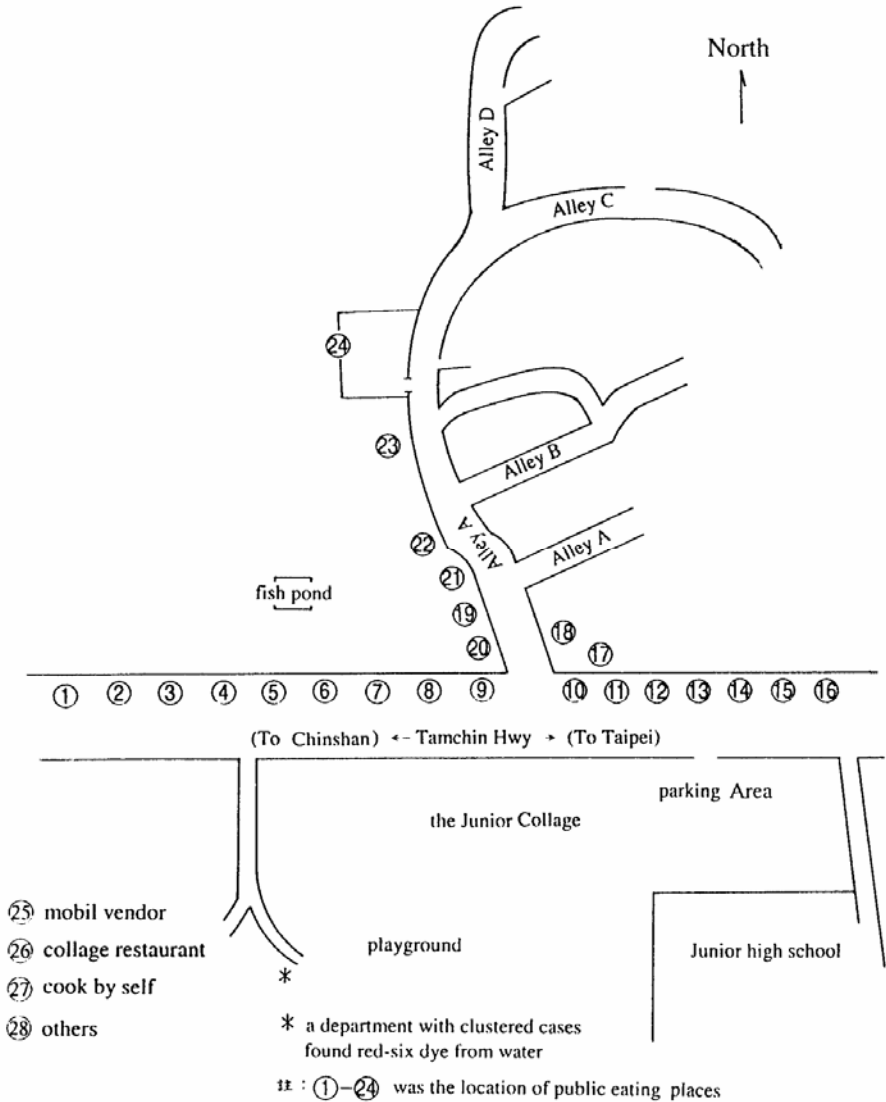 North
Alley D
Alley C
㉔
㉓
Alley B
Alley A
Alley A
㉒
㉑
fish pond
⑲
⑱
⑳
⑰
① ② ③ ④ ⑤ ⑥ ⑦ ⑧ ⑨ ⑩ ⑪ ⑫ ⑬ ⑭ ⑮ ⑯
(To Chinshan) ← Tamchin Hwy → (To Taipei)
parking Area
the Junior Collage
㉕ mobil vendor
㉖ collage restaurant
㉗ cook by self
㉘ others
playground
Junior high school
*
* a department with clustered cases
found red-six dye from water
註：①-㉔ was the location of public eating places